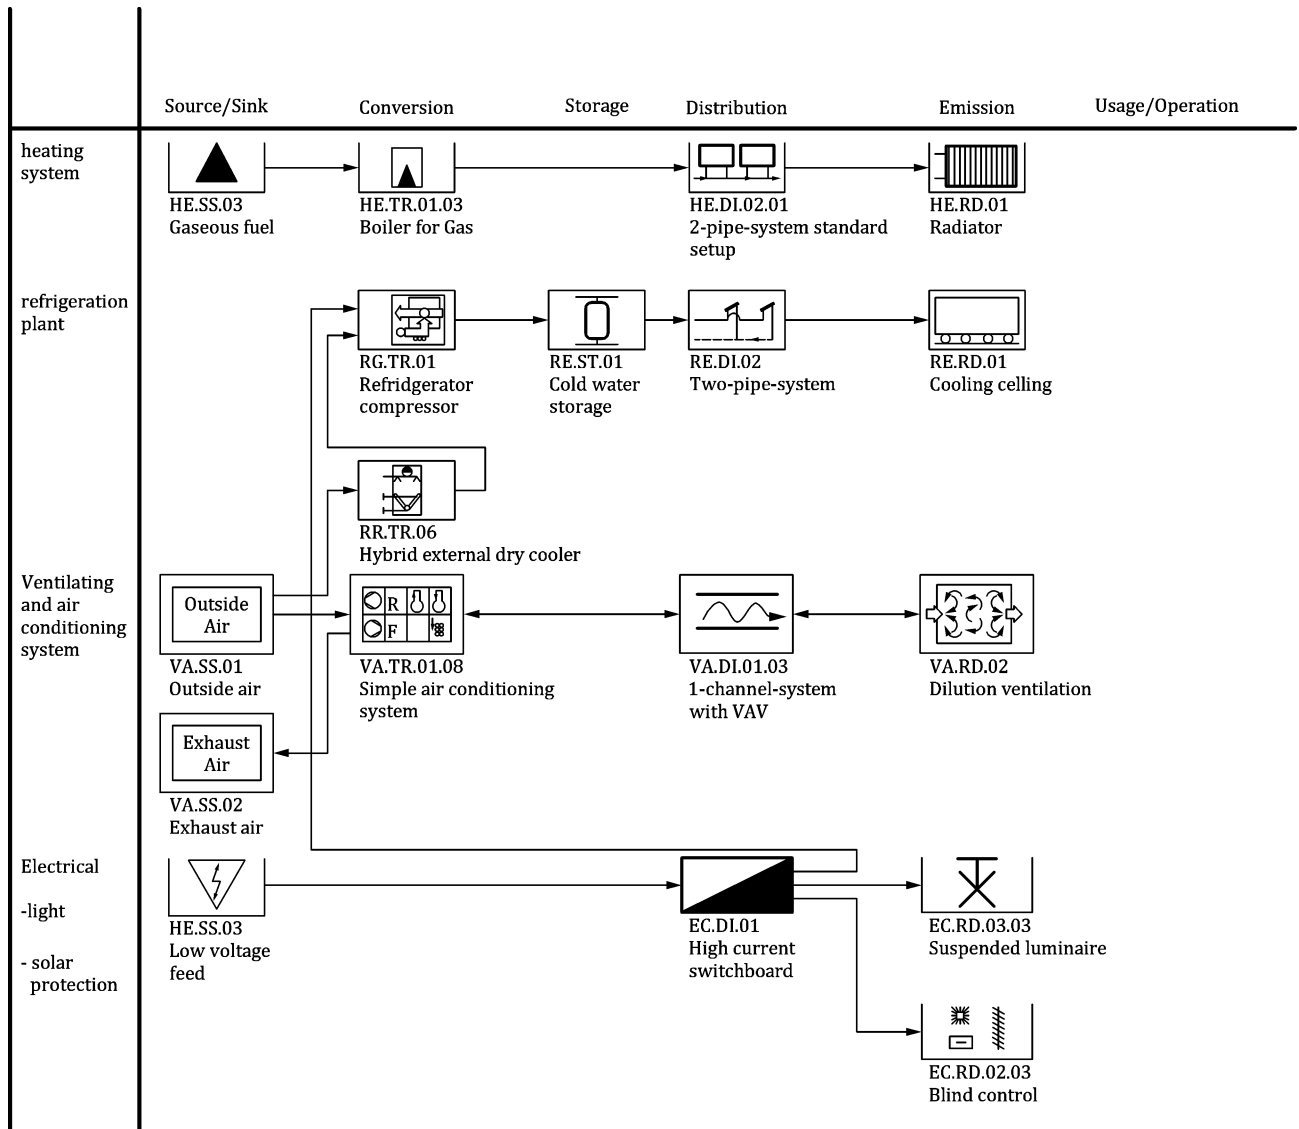 Source/Sink
Conversion
Storage
Distribution
Emission
Usage/Operation
heating
system
HE.SS.03
Gaseous fuel
HE.TR.01.03
Boiler for Gas
HE.DI.02.01
2-pipe-system standard
setup
HE.RD.01
Radiator
refrigeration
plant
RG.TR.01
Refridgerator
compressor
RE.ST.01
Cold water
storage
RE.DI.02
Two-pipe-system
RE.RD.01
Cooling celling
RR.TR.06
Hybrid external dry cooler
Ventilating
and air
conditioning
system
Outside
Air
VA.SS.01
Outside air
R
F
VA.TR.01.08
Simple air conditioning
system
VA.DI.01.03
1-channel-system
with VAV
VA.RD.02
Dilution ventilation
Exhaust
Air
VA.SS.02
Exhaust air
Electrical
-light
- solar
protection
HE.SS.03
Low voltage
feed
EC.DI.01
High current
switchboard
EC.RD.03.03
Suspended luminaire
EC.RD.02.03
Blind control